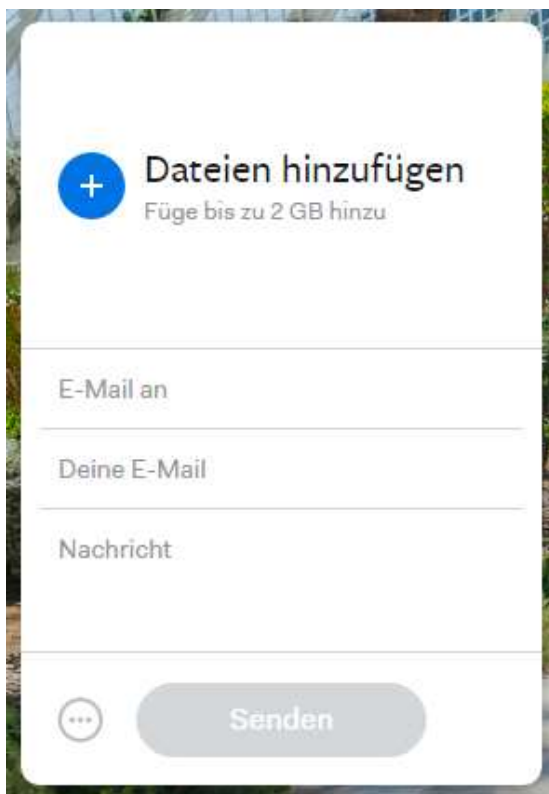 Dateien hinzufügen
Füge bis zu 2 GB hinzu
E-Mail an
Deine E-Mail
Nachricht
Senden